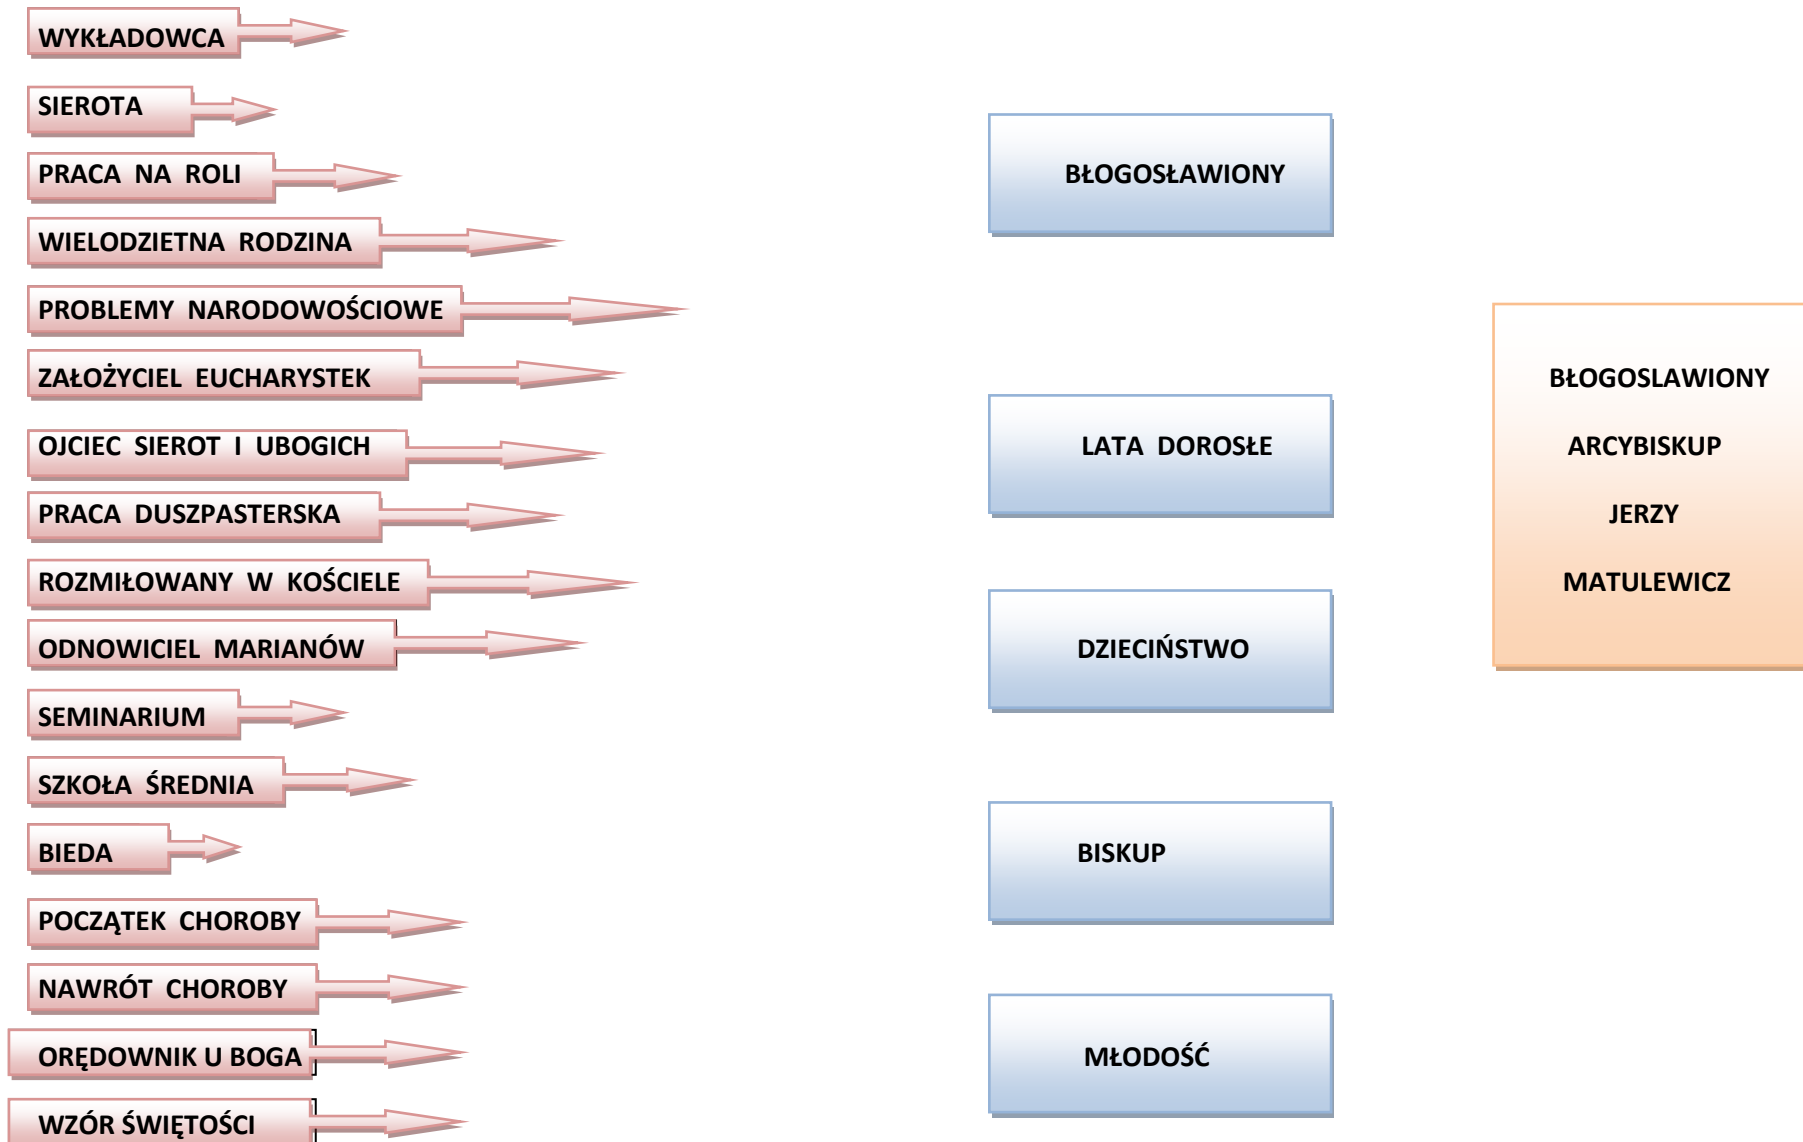 WYKŁADOWCA
SIEROTA
PRACA NA ROLI
WIELODZIETNA RODZINA
PROBLEMY NARODOWOŚCIOWE
ZAŁOŻYCIEL EUCHARYSTEK
OJCIEC SIEROT I UBOGICH
PRACA DUSZPASTERSKA
ROZMIŁOWANY W KOŚCIELE
ODNOWICIEL MARIANÓW
SEMINARIUM
SZKOŁA ŚREDNIA
BIEDA
POCZĄTEK CHOROBY
NAWRÓT CHOROBY
ORĘDOWNIK U BOGA
WZÓR ŚWIĘTOŚCI
BŁOGOSŁAWIONY
LATA DOROSŁE
DZIECIŃSTWO
BISKUP
MŁODOŚĆ
BŁOGOSLAWIONY
ARCYBISKUP
JERZY
MATULEWICZ